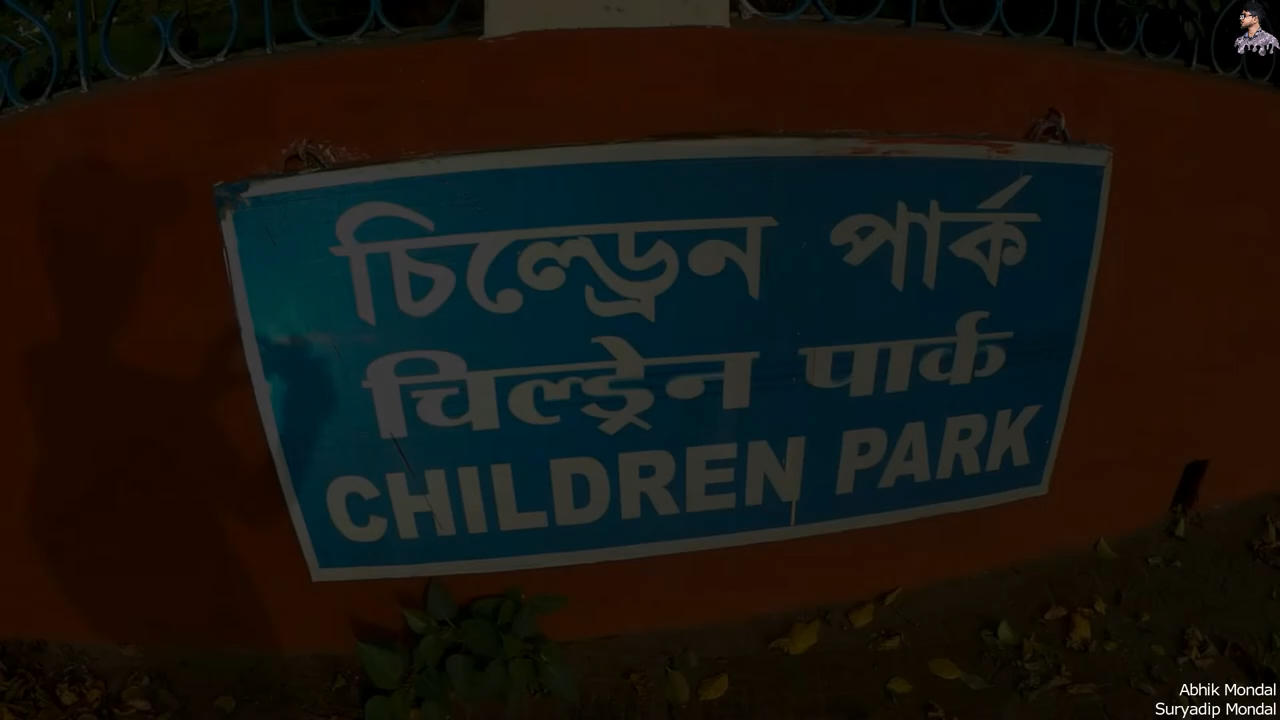 চিল্ড্রেন পার্ক
चिल्ड्रेन पार्क
CHILDREN PARK
Abhik Mondal
Suryadip Mondal